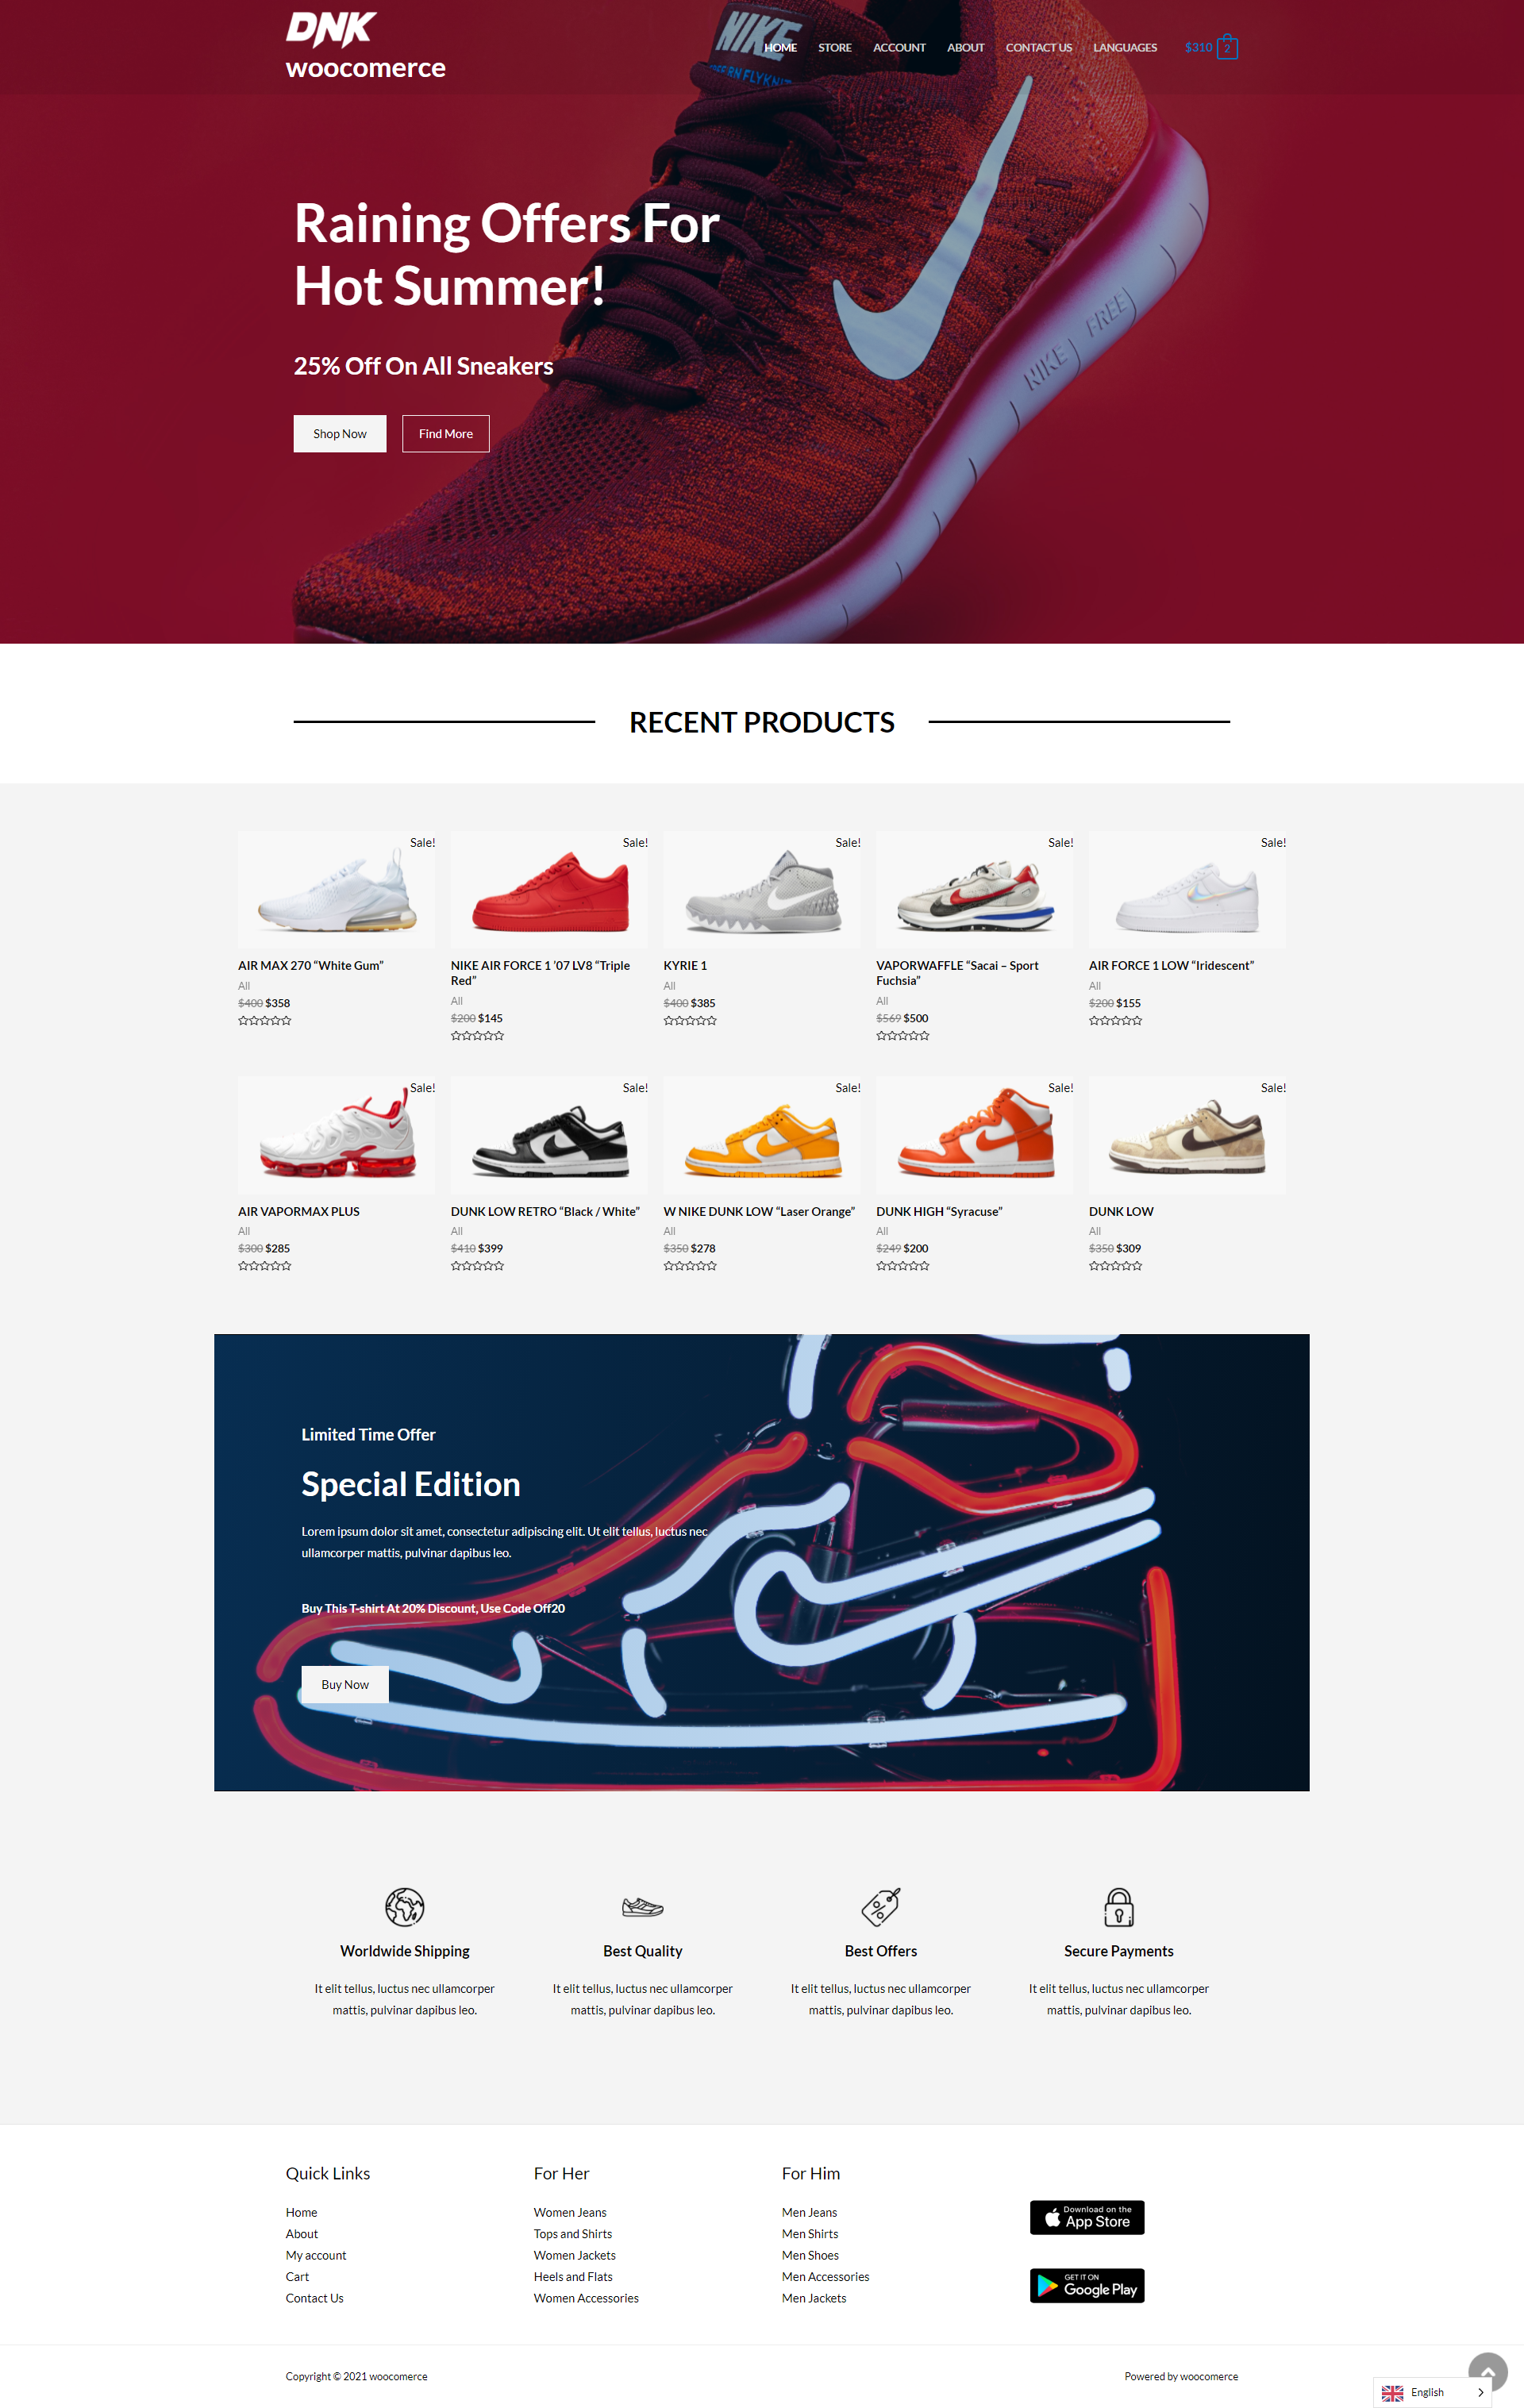 DNK
woocomerce
HOME STORE ACCOUNT ABOUT CONTACT US LANGUAGES $310 2
NIKE
Raining Offers For
Hot Summer!
25% Off On All Sneakers
Shop Now Find More
NIKE FREE
RECENT PRODUCTS
Sale! Sale! Sale! Sale! Sale!
AIR MAX 270 “White Gum”
All
$400 $358
NIKE AIR FORCE 1 ’07 LV8 “Triple
Red”
All
$200 $145
KYRIE 1
All
$400 $385
VAPORWAFFLE “Sacai – Sport
Fuchsia”
All
$569 $500
AIR FORCE 1 LOW “Iridescent”
All
$200 $155
Sale! Sale! Sale! Sale! Sale!
AIR VAPORMAX PLUS
All
$300 $285
DUNK LOW RETRO “Black / White”
All
$410 $399
W NIKE DUNK LOW “Laser Orange”
All
$350 $278
DUNK HIGH “Syracuse”
All
$249 $200
DUNK LOW
All
$350 $309
Limited Time Offer
Special Edition
Lorem ipsum dolor sit amet, consectetur adipiscing elit. Ut elit tellus, luctus nec
ullamcorper mattis, pulvinar dapibus leo.
Buy This T-shirt At 20% Discount, Use Code Off20
Buy Now
Worldwide Shipping
It elit tellus, luctus nec ullamcorper
mattis, pulvinar dapibus leo.
Best Quality
It elit tellus, luctus nec ullamcorper
mattis, pulvinar dapibus leo.
Best Offers
It elit tellus, luctus nec ullamcorper
mattis, pulvinar dapibus leo.
Secure Payments
It elit tellus, luctus nec ullamcorper
mattis, pulvinar dapibus leo.
Quick Links
Home
About
My account
Cart
Contact Us
For Her
Women Jeans
Tops and Shirts
Women Jackets
Heels and Flats
Women Accessories
For Him
Men Jeans
Men Shirts
Men Shoes
Men Accessories
Men Jackets
Download on the
App Store
GET IT ON
Google Play
Copyright © 2021 woocomerce
Powered by woocomerce
English